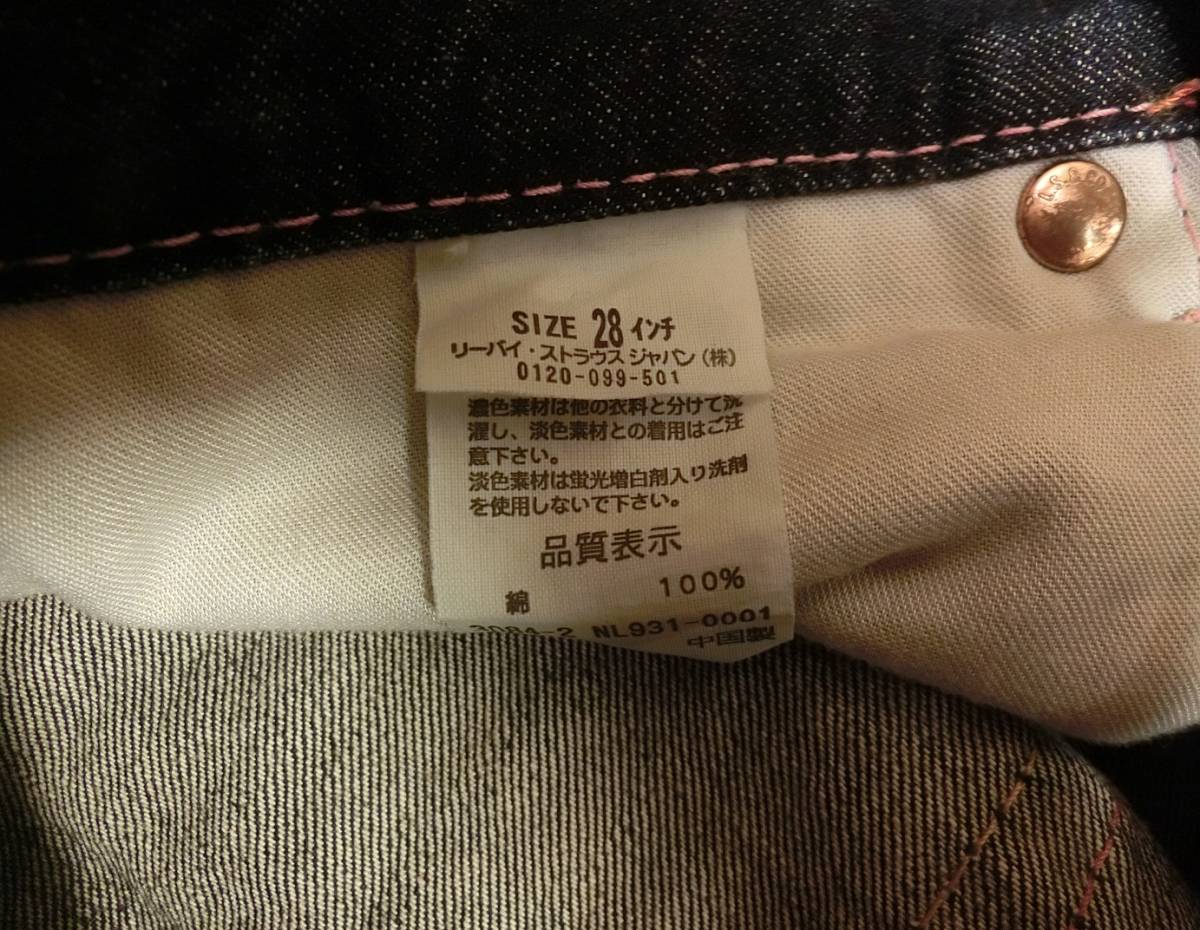 L.S.& CO.
SIZE 28 インチ
リーバイ・ストラウス ジャパン(株)
0120-099-501
濃色素材は他の衣料と分けて洗
濯し、淡色素材との着用はご注
意下さい。
淡色素材は蛍光増白剤入り洗剤
を使用しないで下さい。
品質表示
綿 100%
NL931-0001
中国製